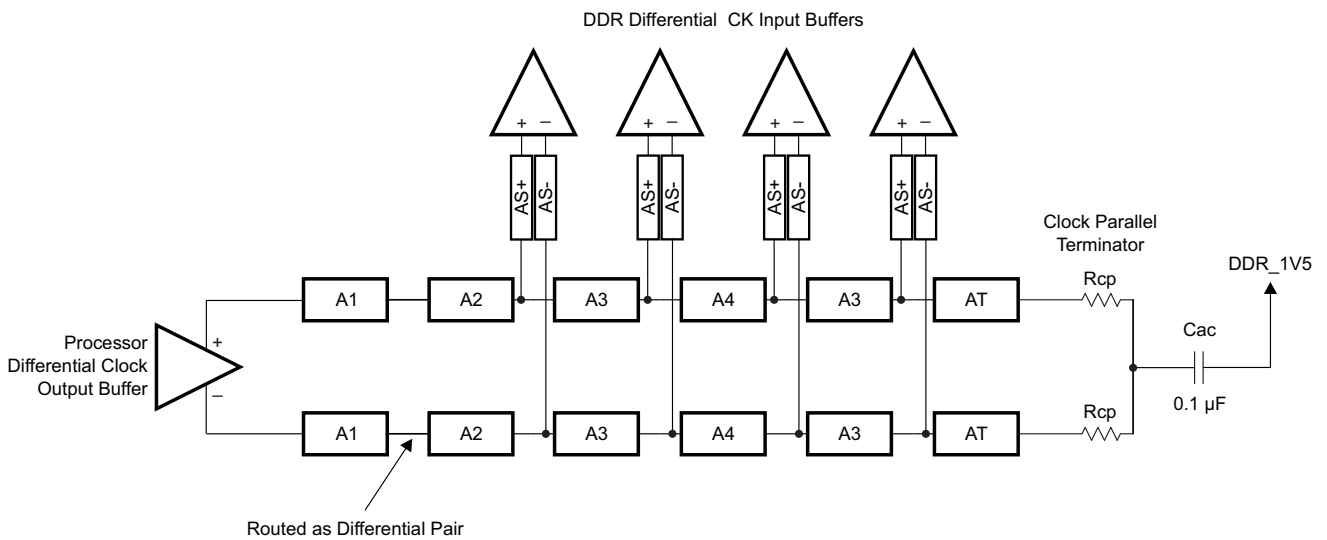 DDR Differential CK Input Buffers
+ – + – + – + –
AS+ AS- AS+ AS- AS+ AS- AS+ AS-
Clock Parallel
Terminator
DDR_1V5
Rcp
A1 A2 A3 A4 A3 AT
Cac
Processor
Differential Clock
Output Buffer
+
–
0.1 µF
Rcp
A1 A2 A3 A4 A3 AT
Routed as Differential Pair